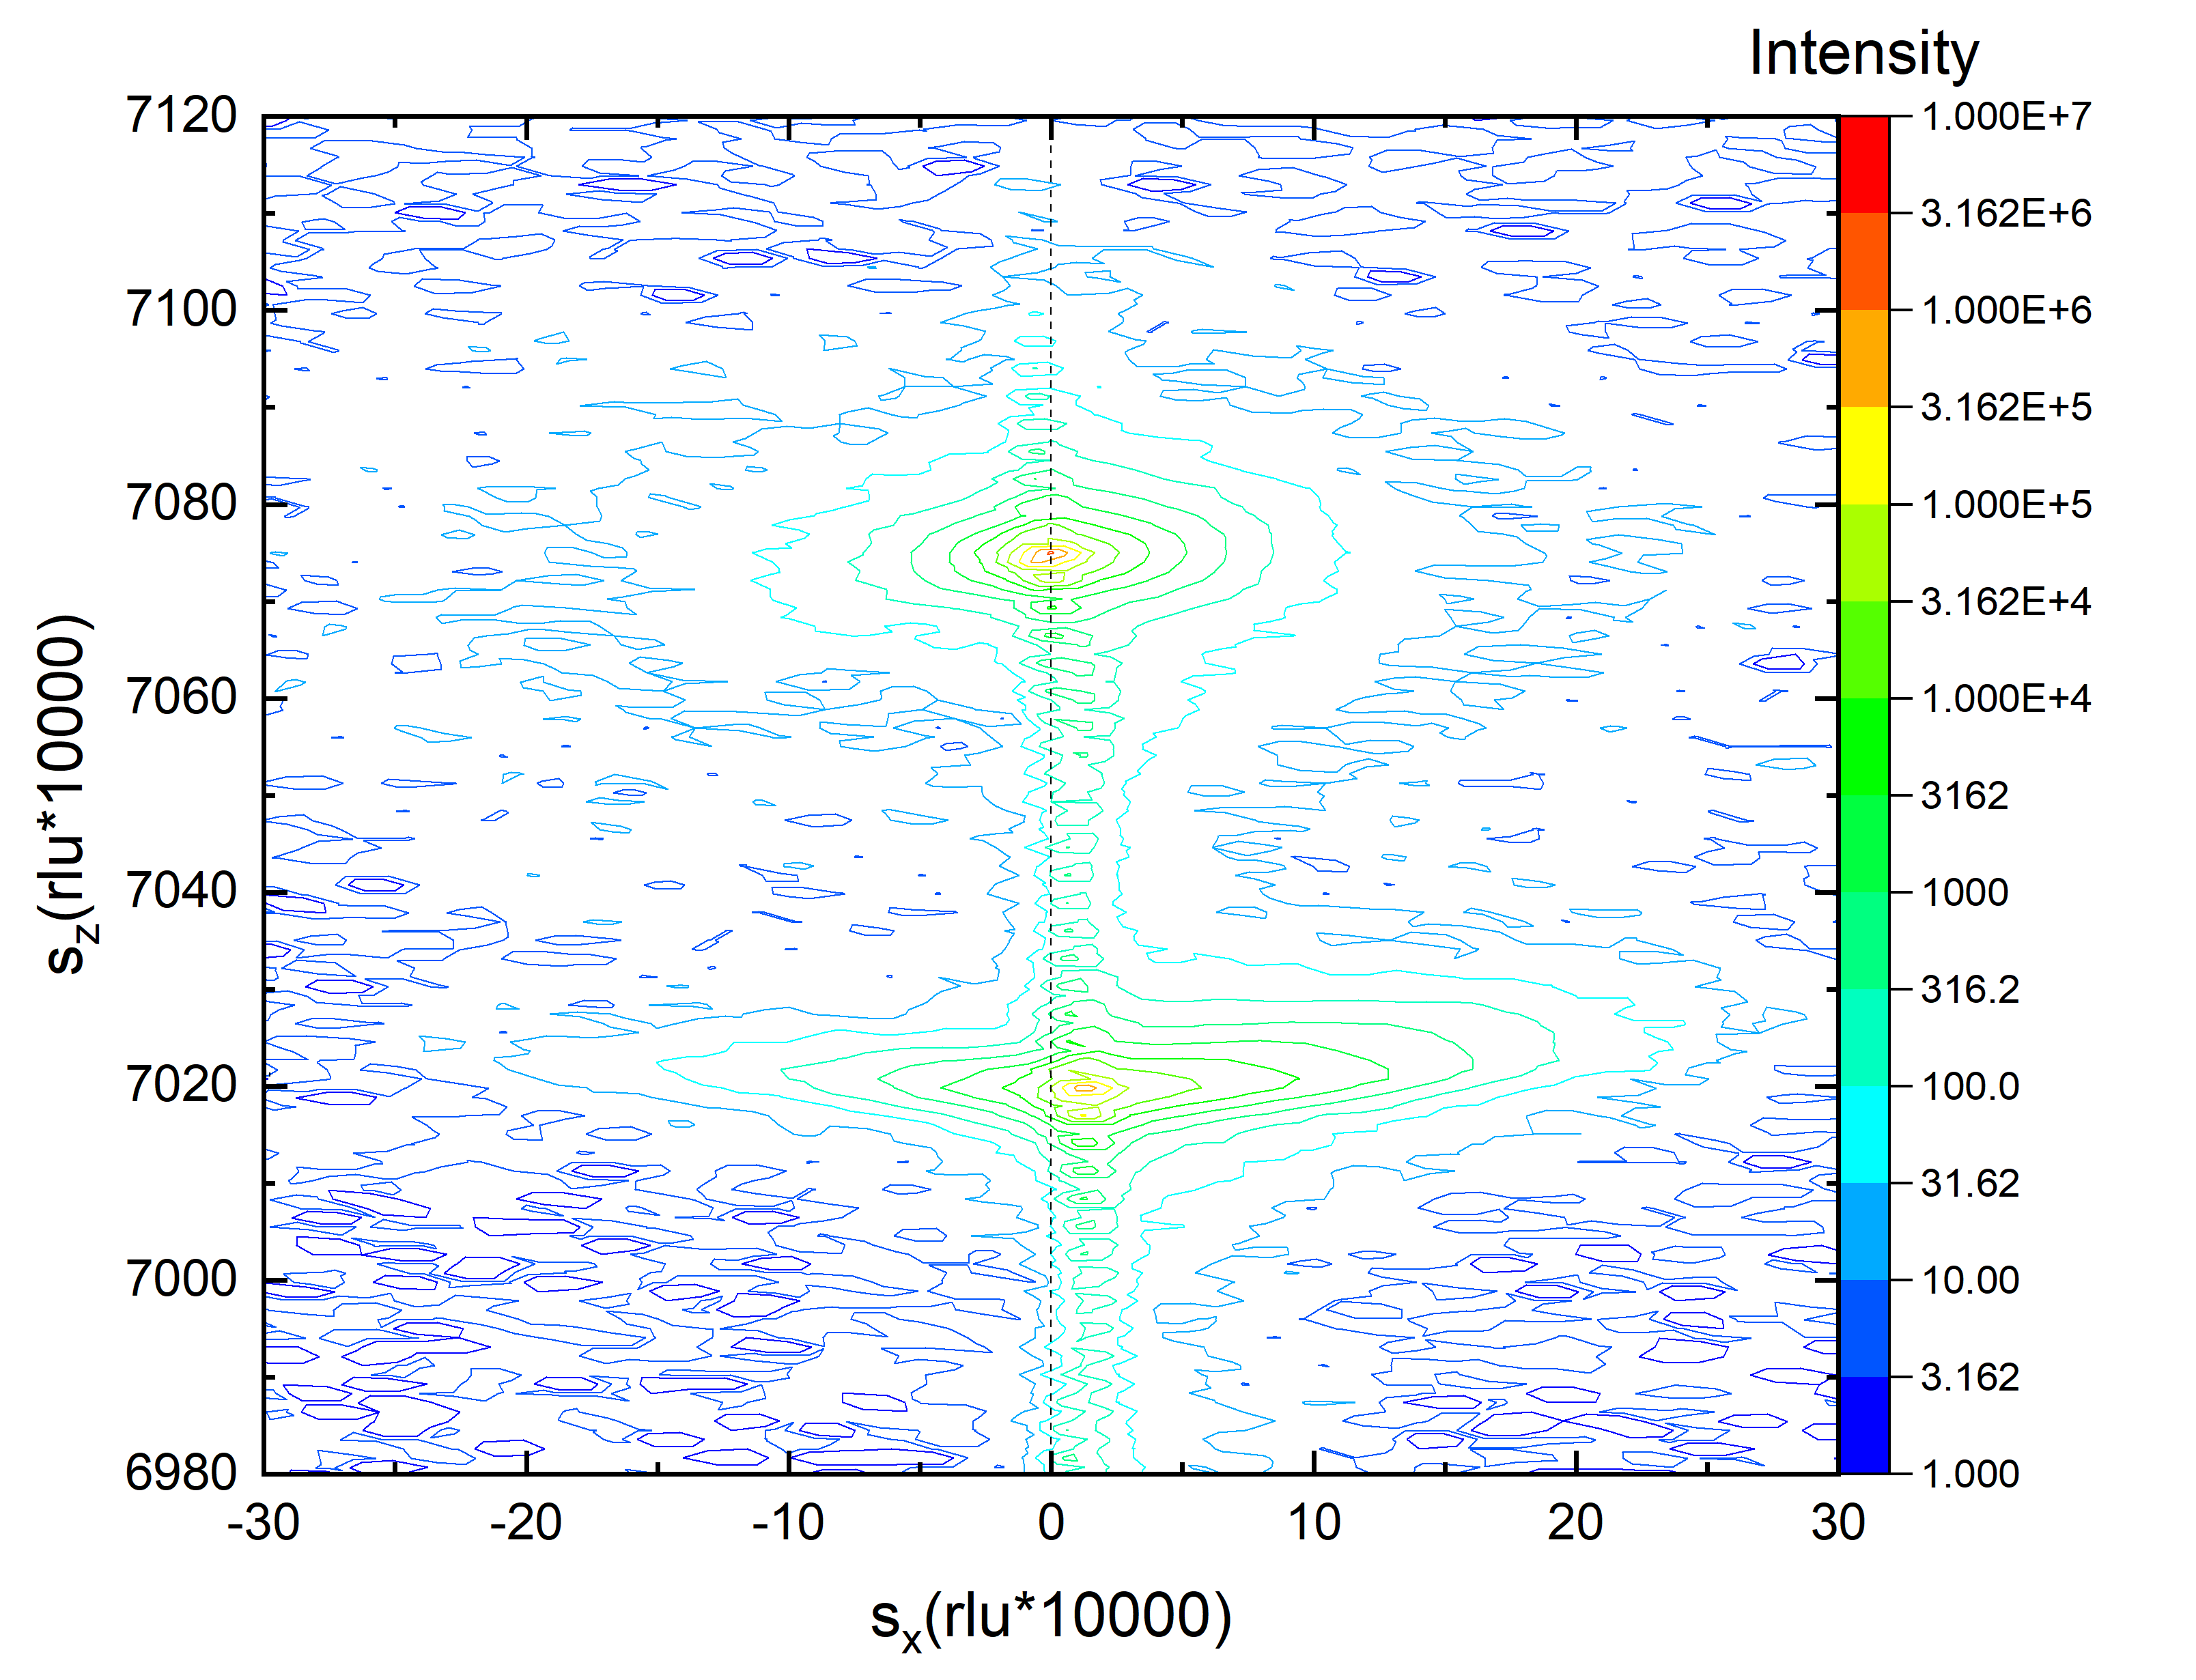 Intensity
7120
7100
7080
7060
7040
7020
7000
6980
s_z(rlu*10000)
-30 -20 -10 0 10 20 30
s_x(rlu*10000)
1.000E+7
3.162E+6
1.000E+6
3.162E+5
1.000E+5
3.162E+4
1.000E+4
3162
1000
316.2
100.0
31.62
10.00
3.162
1.000